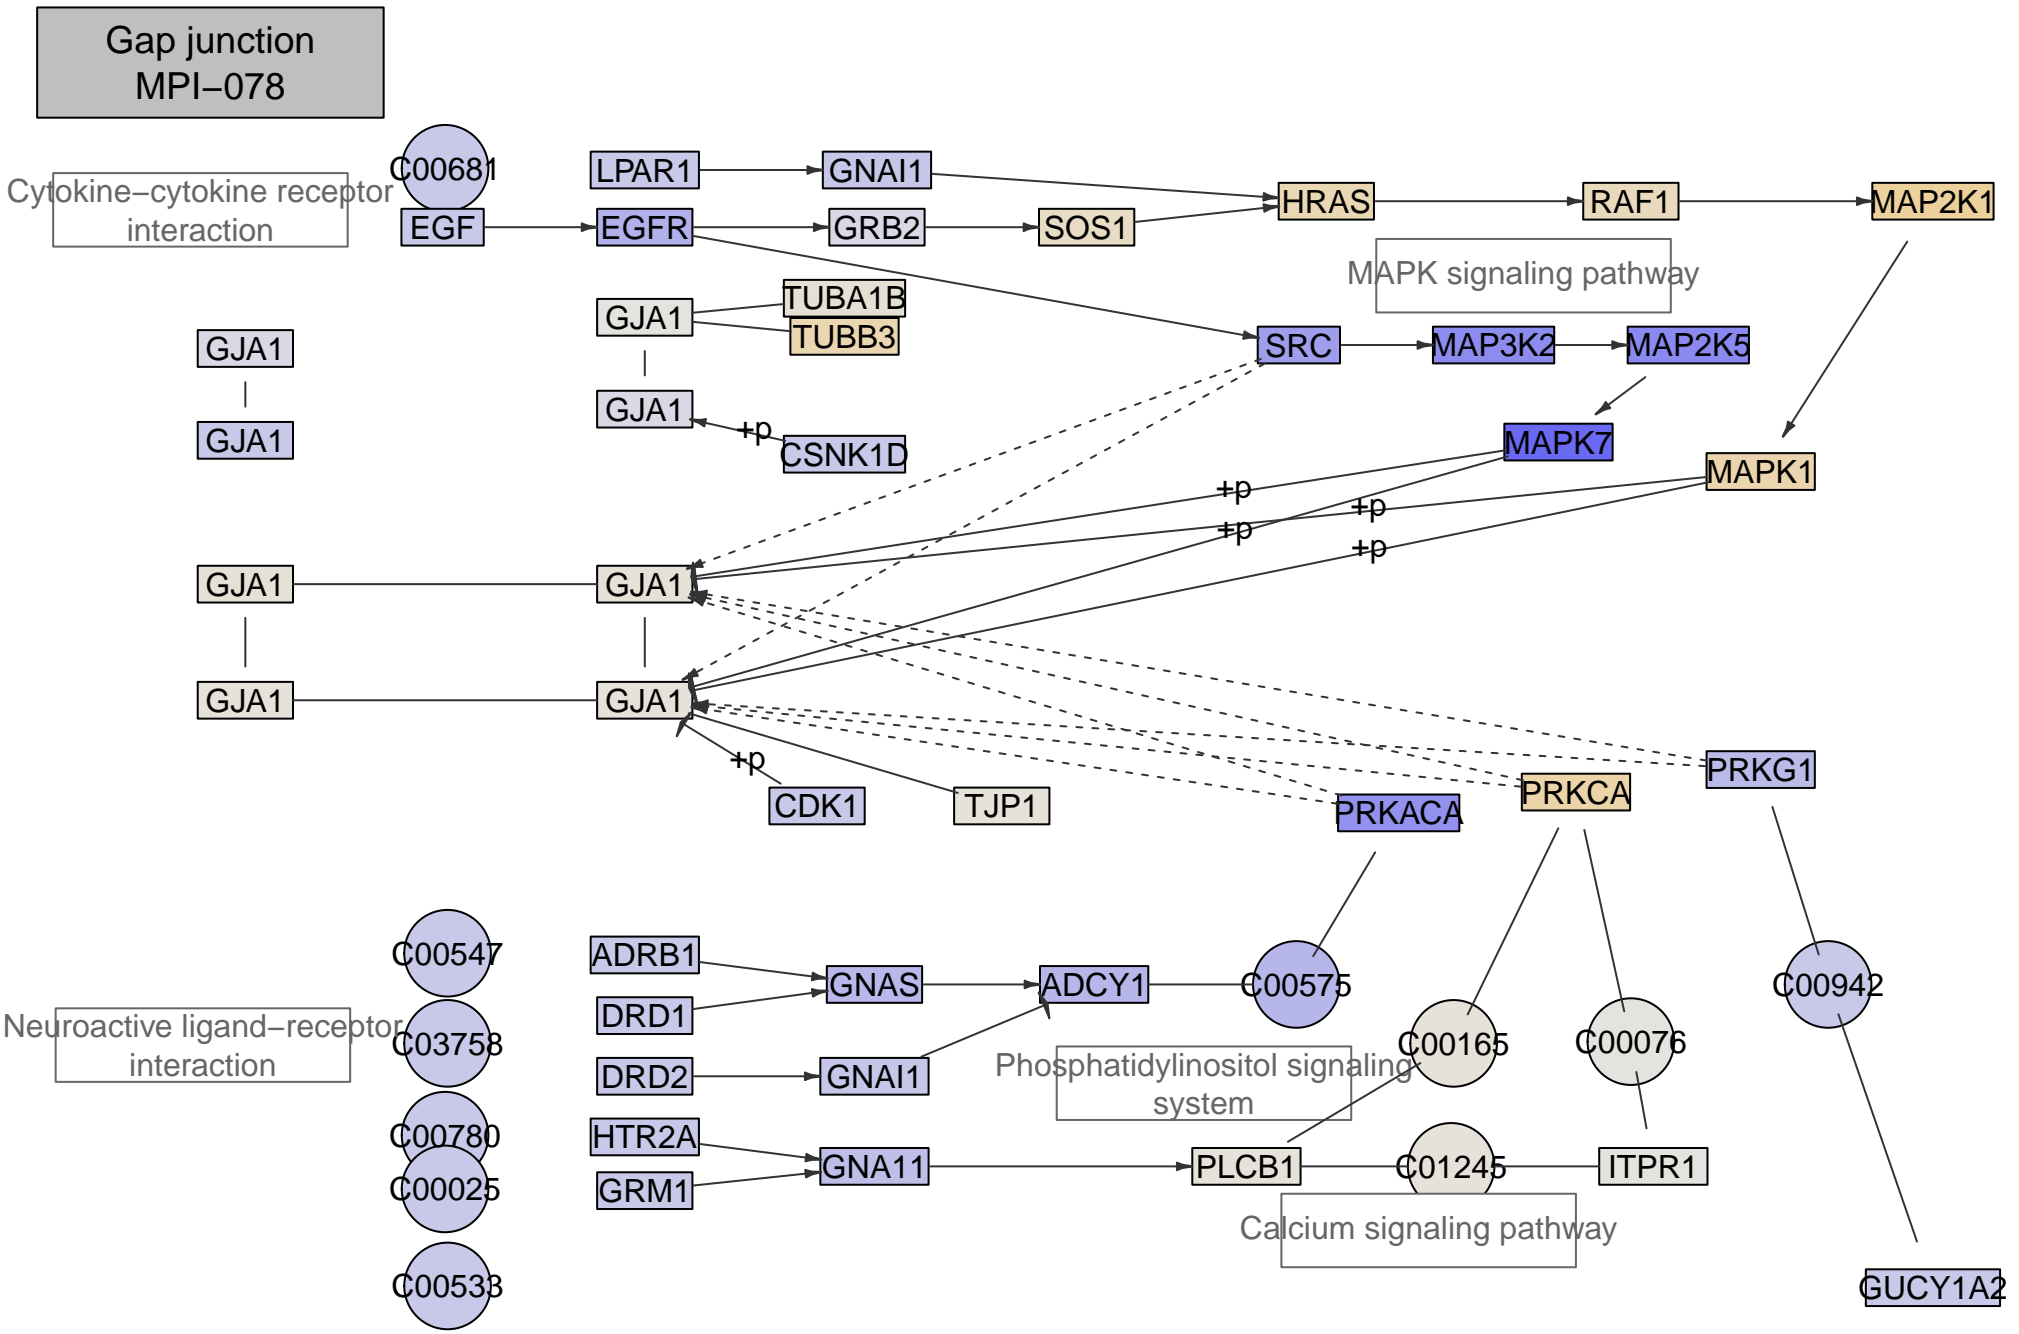 Gap junction
MPI−078
C00681
LPAR1
GNAI1
Cytokine−cytokine receptor
interaction
HRAS
RAF1
MAP2K1
EGF
EGFR
GRB2
SOS1
MAPK signaling pathway
TUBA1B
GJA1
TUBB3
GJA1
SRC
MAP3K2
MAP2K5
GJA1
+p
CSNK1D
GJA1
MAPK7
MAPK1
+p
+p
+p
+p
GJA1
GJA1
GJA1
GJA1
+p
CDK1
TJP1
PRKACA
PRKCA
PRKG1
C00547
ADRB1
GNAS
ADCY1
C00575
C00942
DRD1
Neuroactive ligand−receptor
interaction
C03758
C00165
C00076
DRD2
GNAI1
Phosphatidylinositol signaling
system
C00780
HTR2A
GNA11
PLCB1
C01245
ITPR1
C00025
GRM1
Calcium signaling pathway
C00533
GUCY1A2